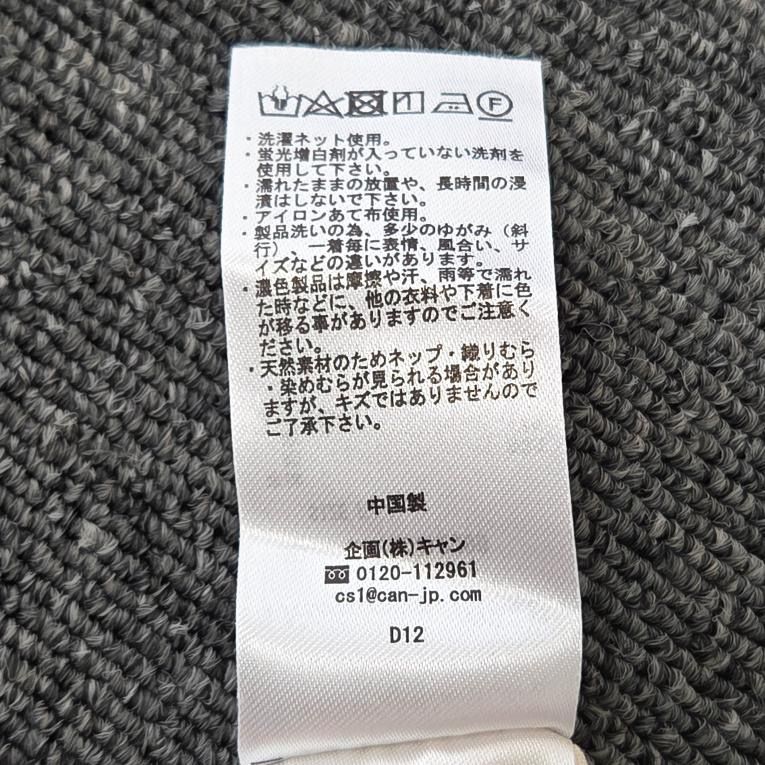 ・洗濯ネット使用。
・蛍光増白剤が入っていない洗剤を
使用して下さい。
・濡れたままの放置や、長時間の浸
漬はしないで下さい。
・アイロンあて布使用。
・製品洗いの為、多少のゆがみ（斜
行）、一着毎に表情、風合い、サ
イズなどの違いがあります。
・濃色製品は摩擦や汗、雨等で濡れ
た時などに、他の衣料や下着に色
が移る事がありますのでご注意く
ださい。
・天然素材のためネップ・織りむら
・染めむらが見られる場合があり
ますが、キズではありませんので
ご了承下さい。
中国製
企画(株)キャン
0120-112961
cs1@can-jp.com
D12